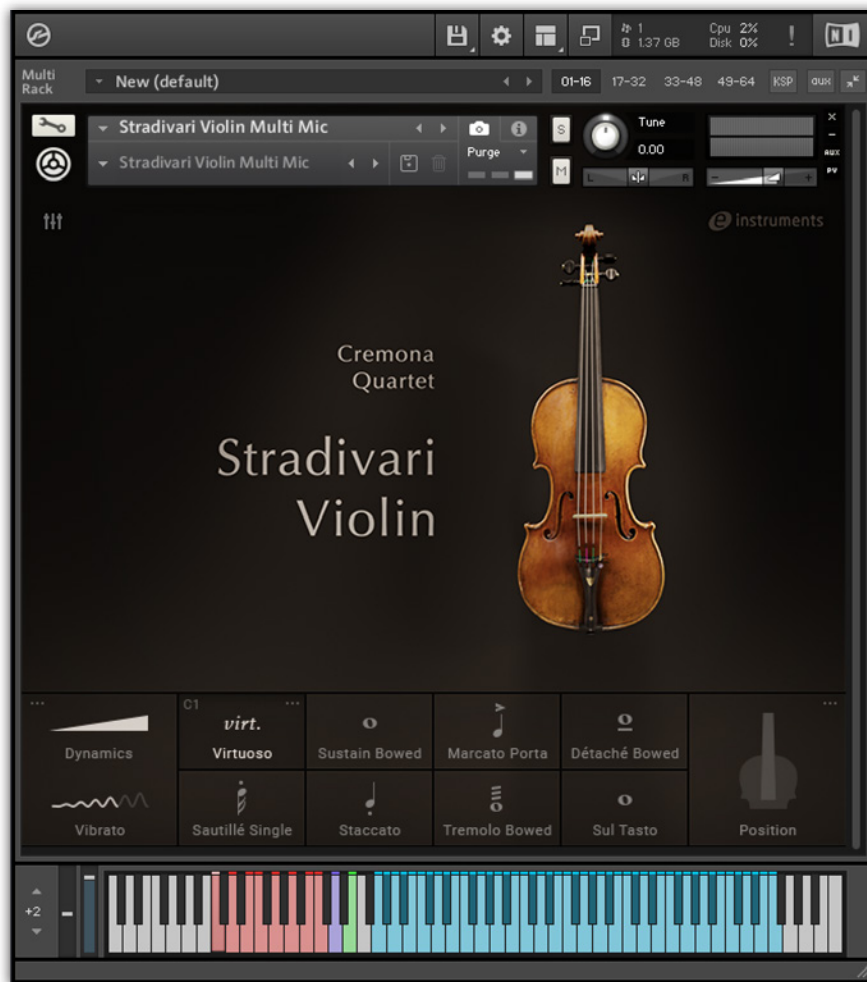 1
1.37 GB
Cpu 2%
Disk 0%
!
NI
Multi
Rack
New (default)
01-16
17-32
33-48
49-64
KSP
aux
Stradivari Violin Multi Mic
i
S
Tune
0.00
×
–
AUX
PV
Stradivari Violin Multi Mic
Purge
M
L
R
-
+
e instruments
Cremona
Quartet
Stradivari
Violin
Dynamics
C1
virt.
Virtuoso
Sustain Bowed
Marcato Porta
Détaché Bowed
Vibrato
Sautillé Single
Staccato
Tremolo Bowed
Sul Tasto
Position
+2